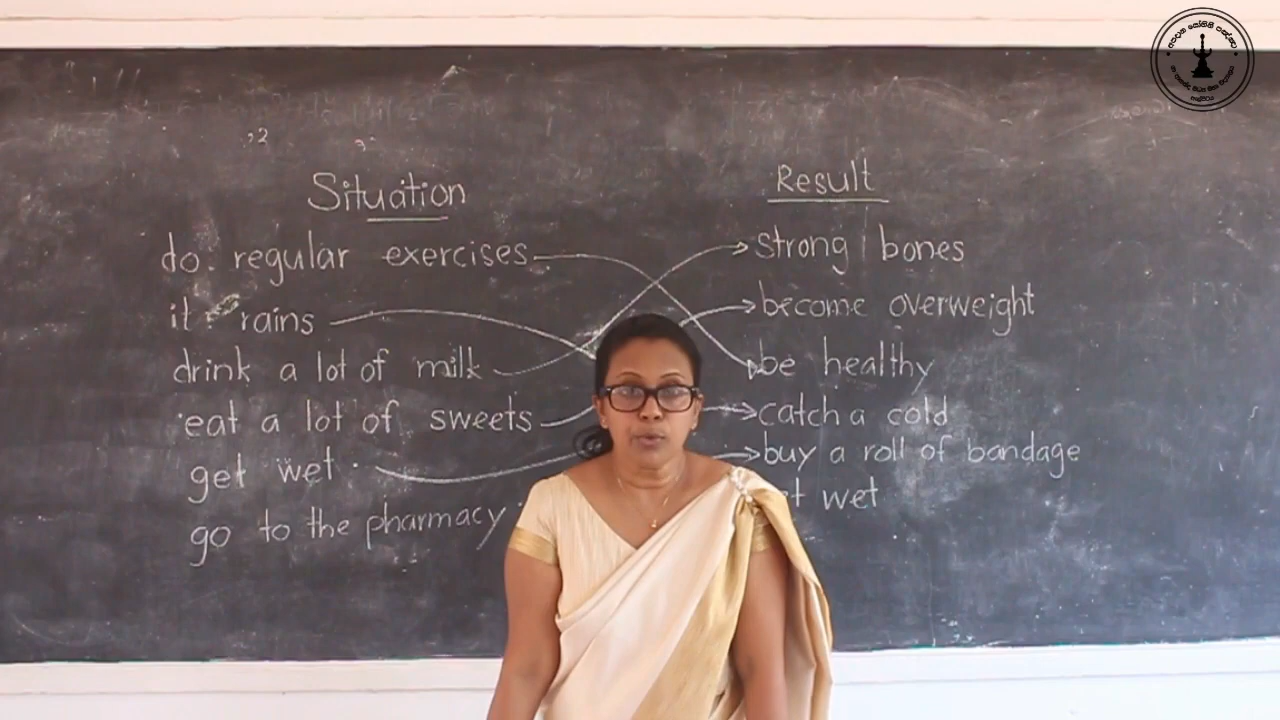 Situation
do regular exercises
it rains
drink a lot of milk
eat a lot of sweets
get wet
go to the pharmacy
Result
strong bones
become overweight
be healthy
catch a cold
buy a roll of bandage
wet